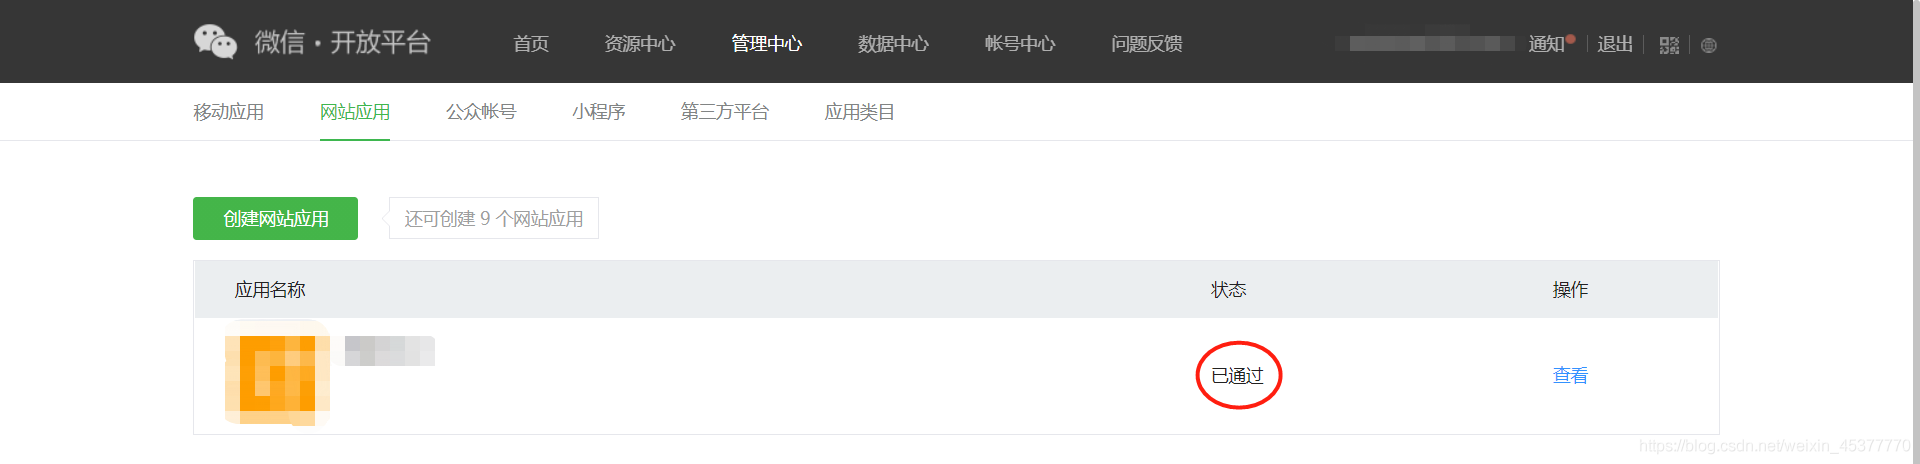 微信·开放平台 首页 资源中心 管理中心 数据中心 帐号中心 问题反馈 通知 退出
移动应用 网站应用 公众帐号 小程序 第三方平台 应用类目
创建网站应用 还可创建 9 个网站应用
应用名称 状态 操作
已通过 查看
https://blog.csdn.net/weixin_45377770